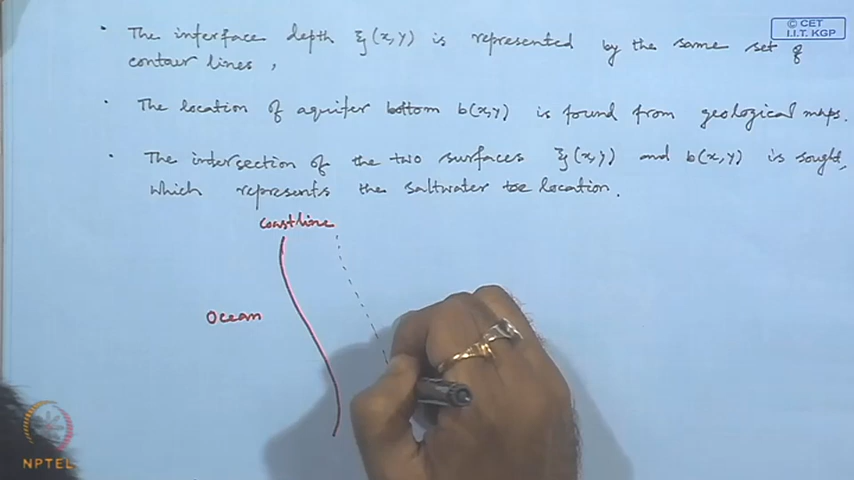 © CET
I.I.T. KGP
· The interface depth ξ(x,y) is represented by the same set of
contour lines,
· The location of aquifer bottom b(x,y) is found from geological maps.
· The intersection of the two surfaces ξ(x,y) and b(x,y) is sought,
which represents the saltwater toe location.
Coastline
Ocean
NPTEL